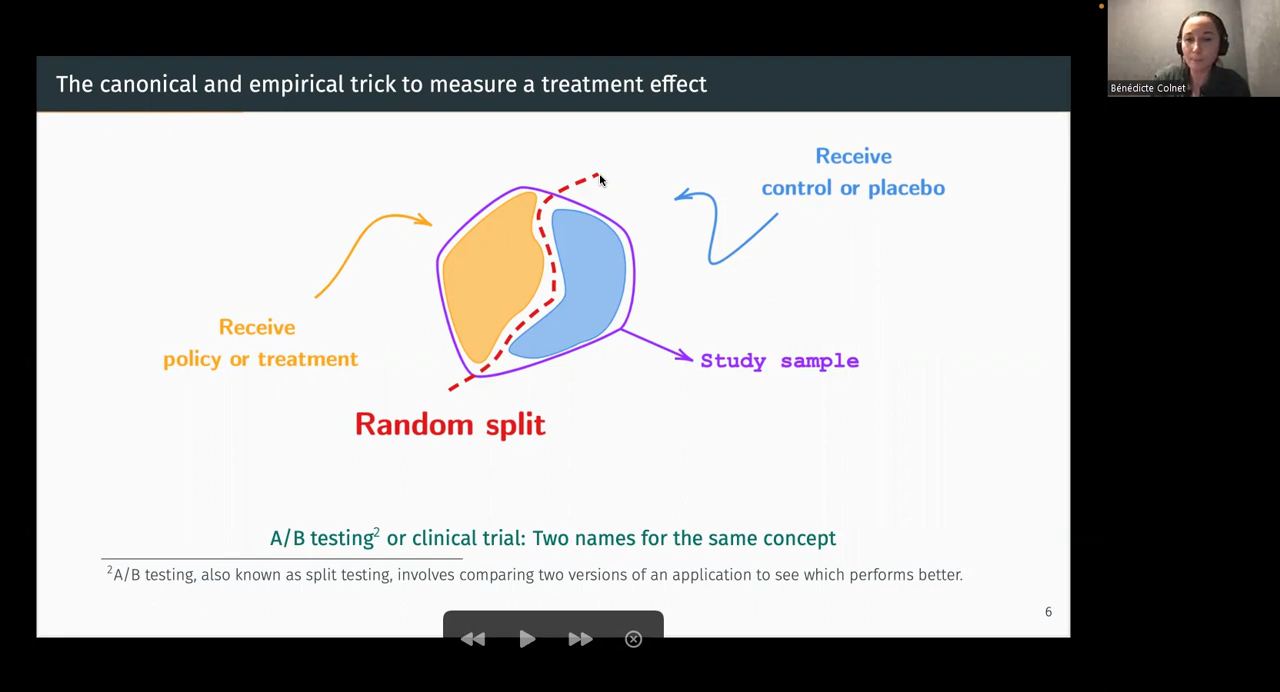 The canonical and empirical trick to measure a treatment effect
Bénédicte Colnet
Receive
control or placebo
Receive
policy or treatment
Study sample
Random split
A/B testing² or clinical trial: Two names for the same concept
²A/B testing, also known as split testing, involves comparing two versions of an application to see which performs better.
6